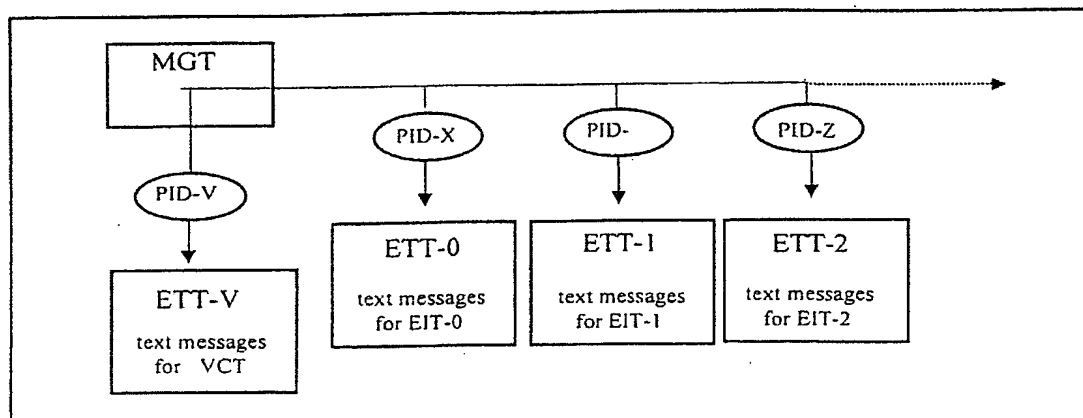 MGT
PID-X
PID-
PID-Z
PID-V
ETT-0
text messages
for EIT-0
ETT-1
text messages
for EIT-1
ETT-2
text messages
for EIT-2
ETT-V
text messages
for VCT